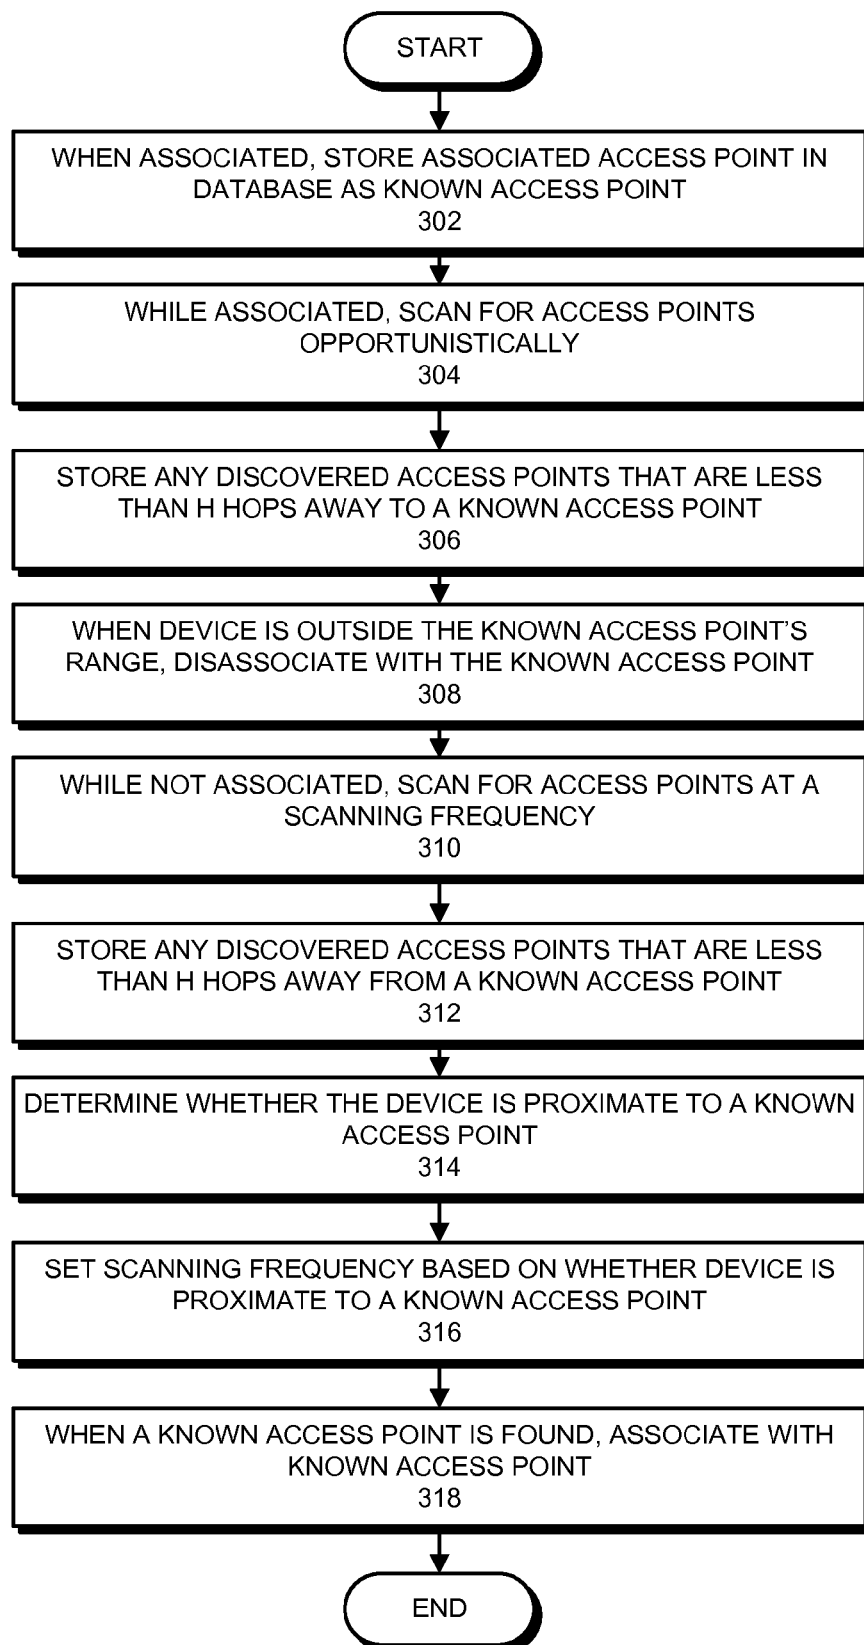 START
WHEN ASSOCIATED, STORE ASSOCIATED ACCESS POINT IN
DATABASE AS KNOWN ACCESS POINT
302
WHILE ASSOCIATED, SCAN FOR ACCESS POINTS
OPPORTUNISTICALLY
304
STORE ANY DISCOVERED ACCESS POINTS THAT ARE LESS
THAN H HOPS AWAY TO A KNOWN ACCESS POINT
306
WHEN DEVICE IS OUTSIDE THE KNOWN ACCESS POINT'S
RANGE, DISASSOCIATE WITH THE KNOWN ACCESS POINT
308
WHILE NOT ASSOCIATED, SCAN FOR ACCESS POINTS AT A
SCANNING FREQUENCY
310
STORE ANY DISCOVERED ACCESS POINTS THAT ARE LESS
THAN H HOPS AWAY FROM A KNOWN ACCESS POINT
312
DETERMINE WHETHER THE DEVICE IS PROXIMATE TO A KNOWN
ACCESS POINT
314
SET SCANNING FREQUENCY BASED ON WHETHER DEVICE IS
PROXIMATE TO A KNOWN ACCESS POINT
316
WHEN A KNOWN ACCESS POINT IS FOUND, ASSOCIATE WITH
KNOWN ACCESS POINT
318
END